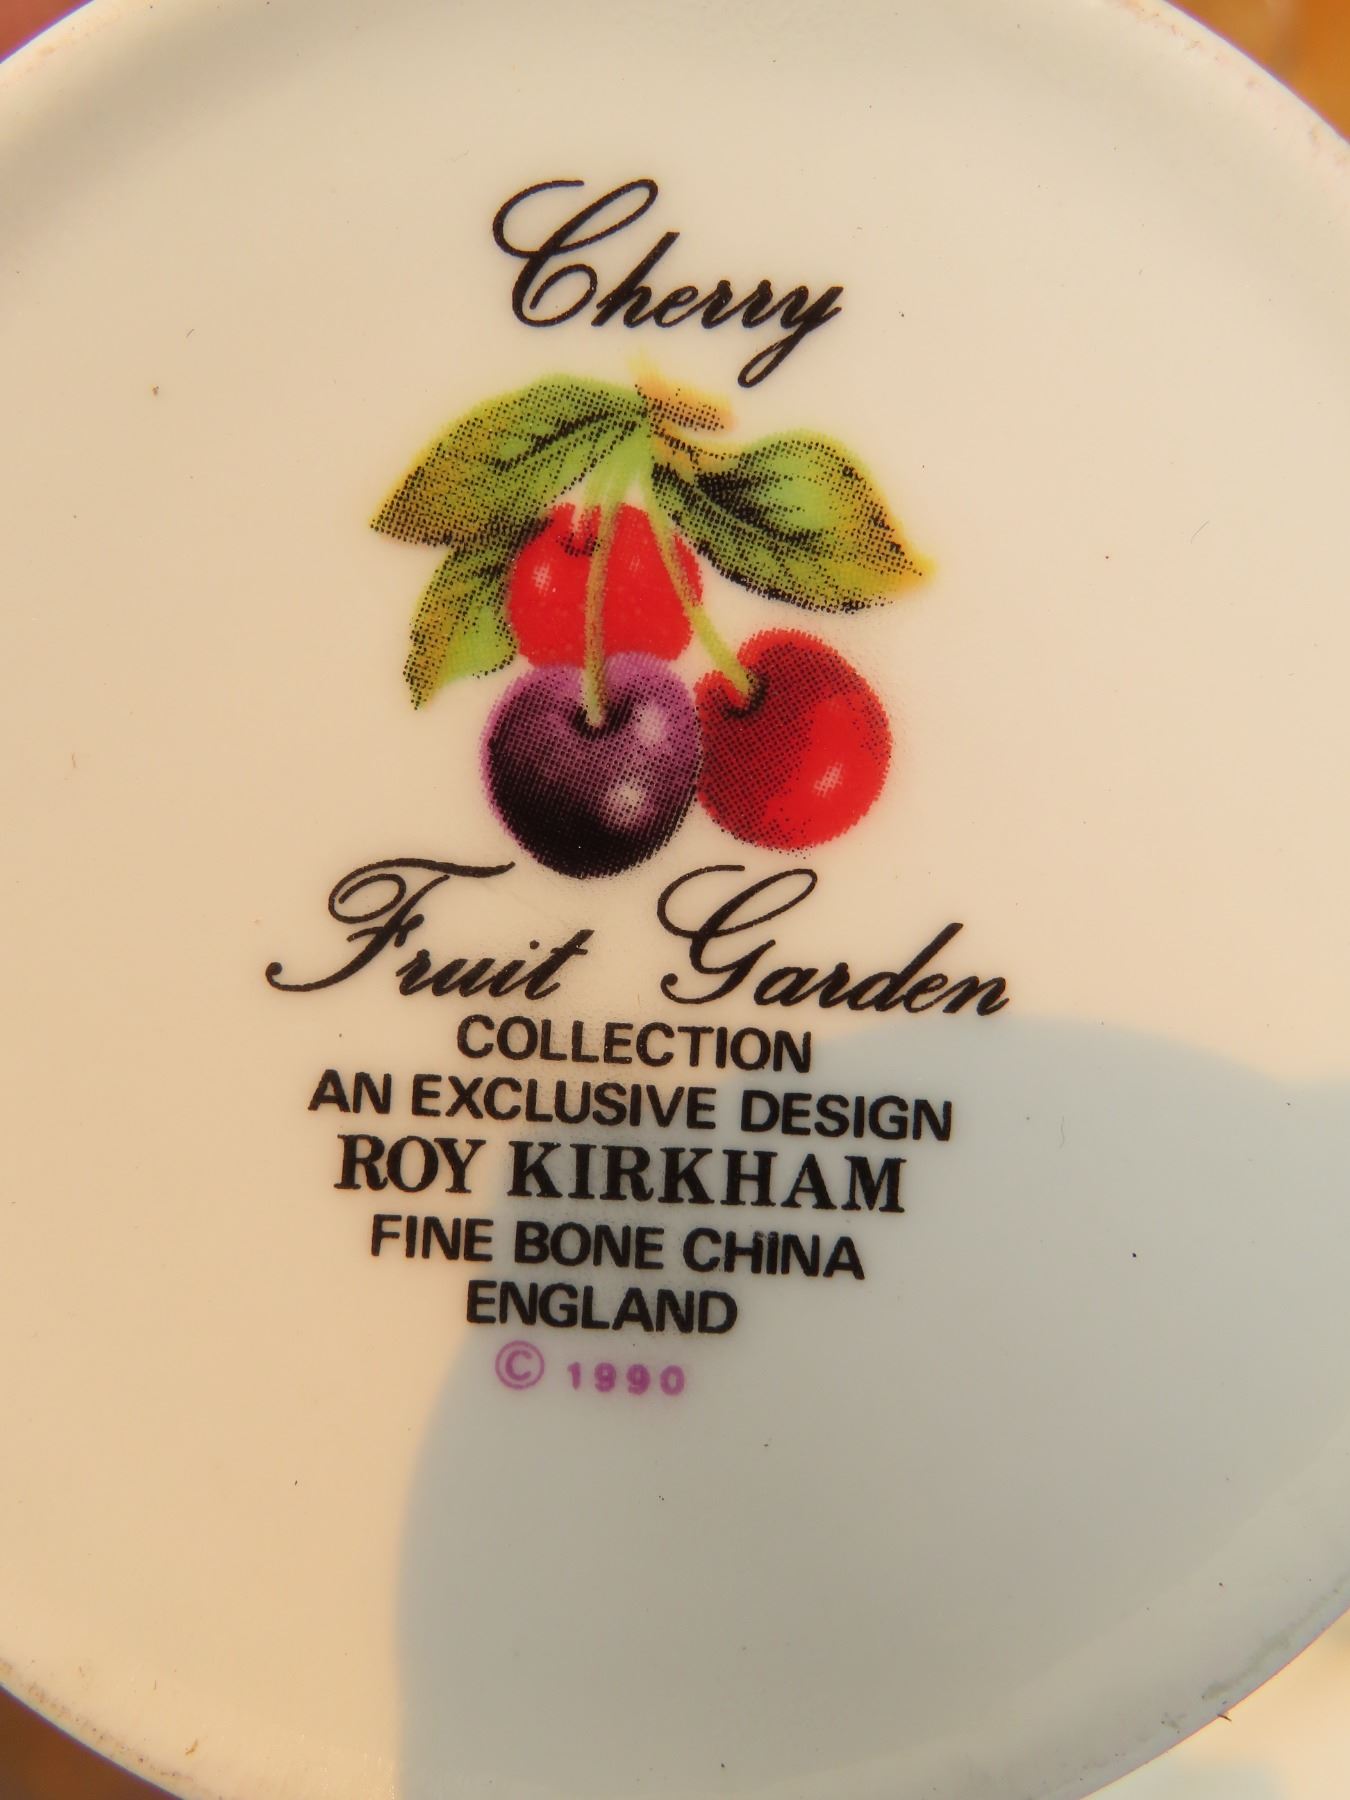 Cherry
Fruit Garden
COLLECTION
AN EXCLUSIVE DESIGN
ROY KIRKHAM
FINE BONE CHINA
ENGLAND
© 1990